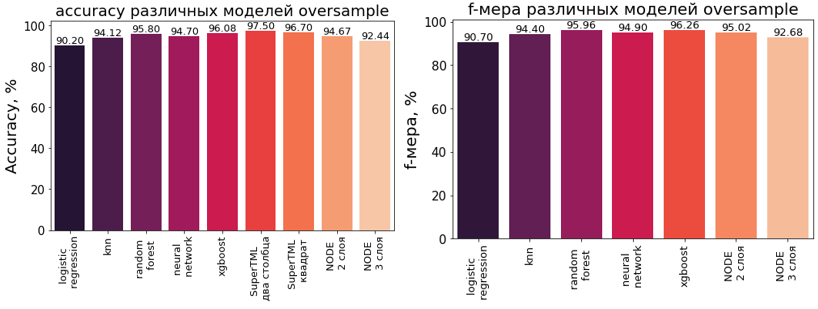 accuracy различных моделей oversample
Accuracy, %
100
80
60
40
20
0
90.20
94.12
95.80
94.70
96.08
97.50
96.70
94.67
92.44
logistic
regression
knn
random
forest
neural
network
xgboost
SuperTML
два столбца
SuperTML
квадрат
NODE
2 слоя
NODE
3 слоя
f-мера различных моделей oversample
f-мера, %
100
80
60
40
20
0
90.70
94.40
95.96
94.90
96.26
95.02
92.68
logistic
regression
knn
random
forest
neural
network
xgboost
NODE
2 слоя
NODE
3 слоя